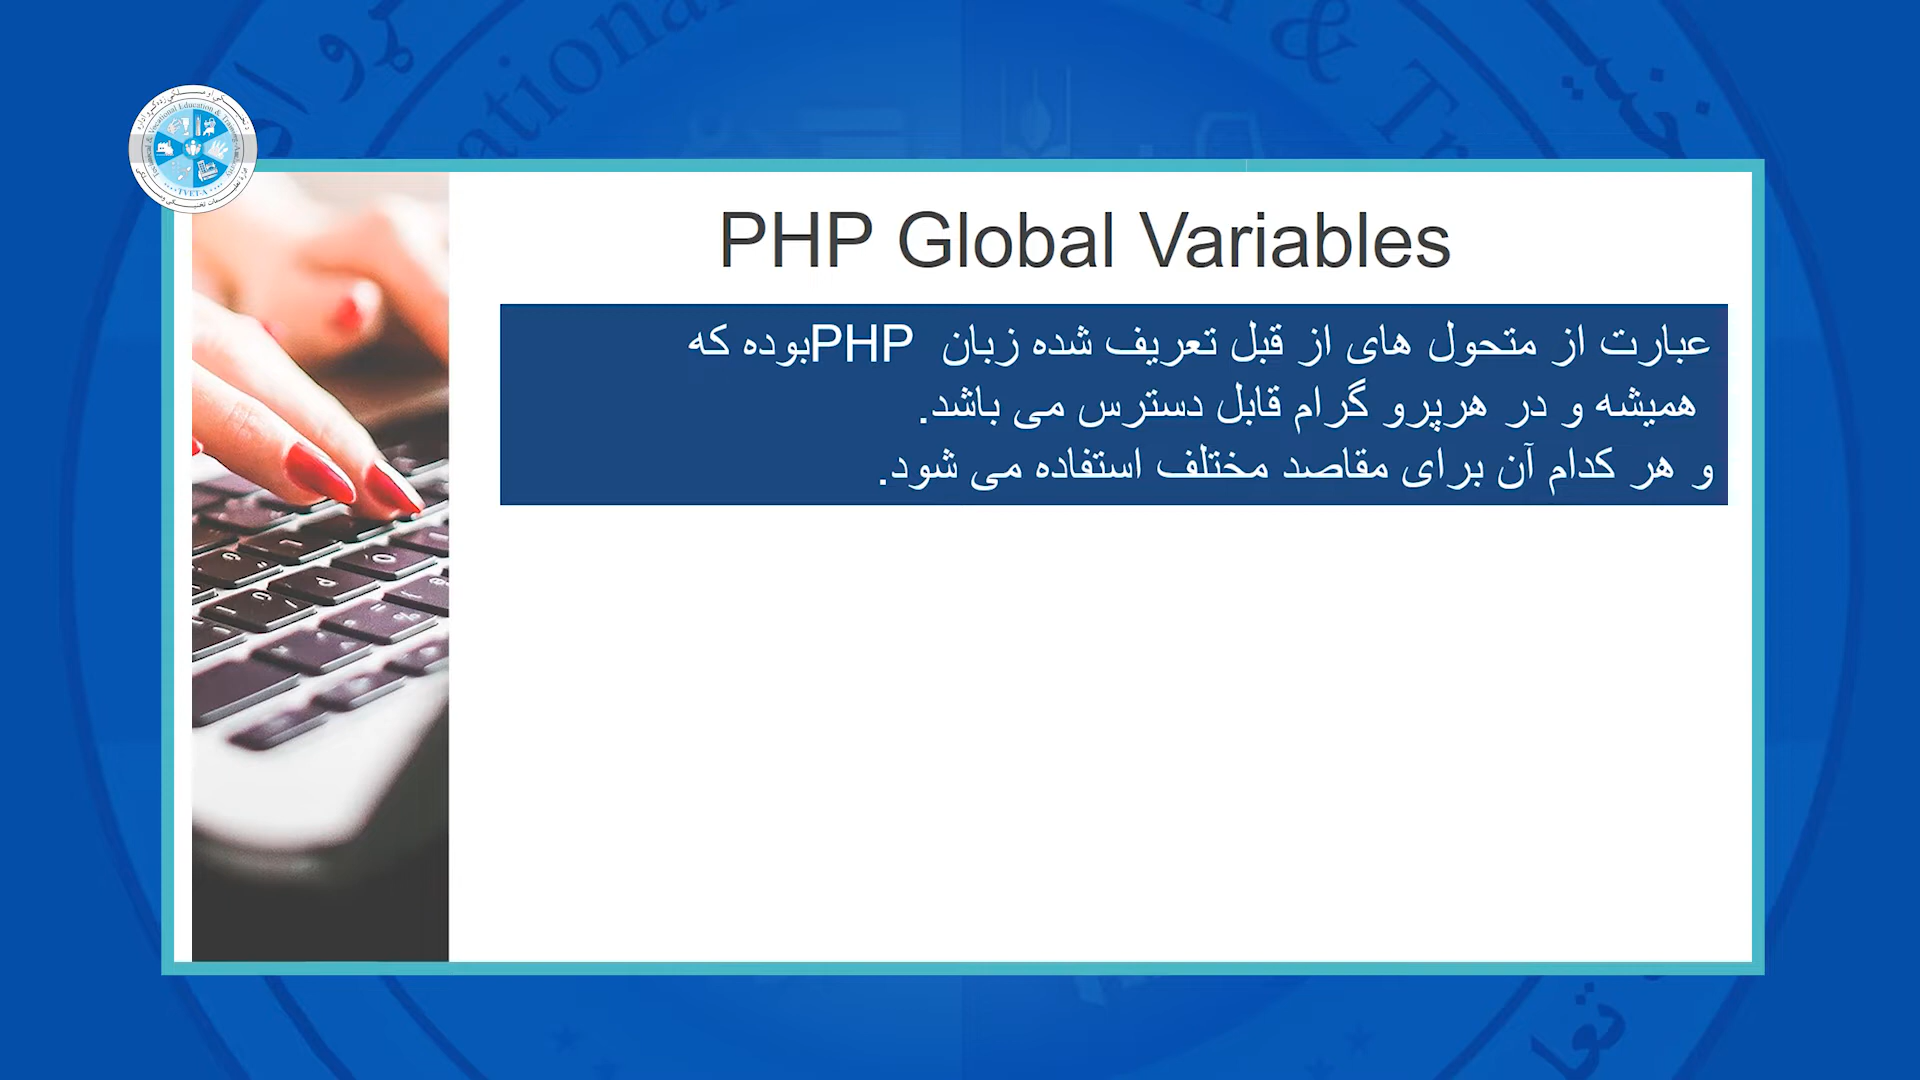 PHP Global Variables
عبارت از متحول های از قبل تعریف شده زبان PHPبوده که
همیشه و در هرپرو گرام قابل دسترس می باشد.
و هر کدام آن برای مقاصد مختلف استفاده می شود.